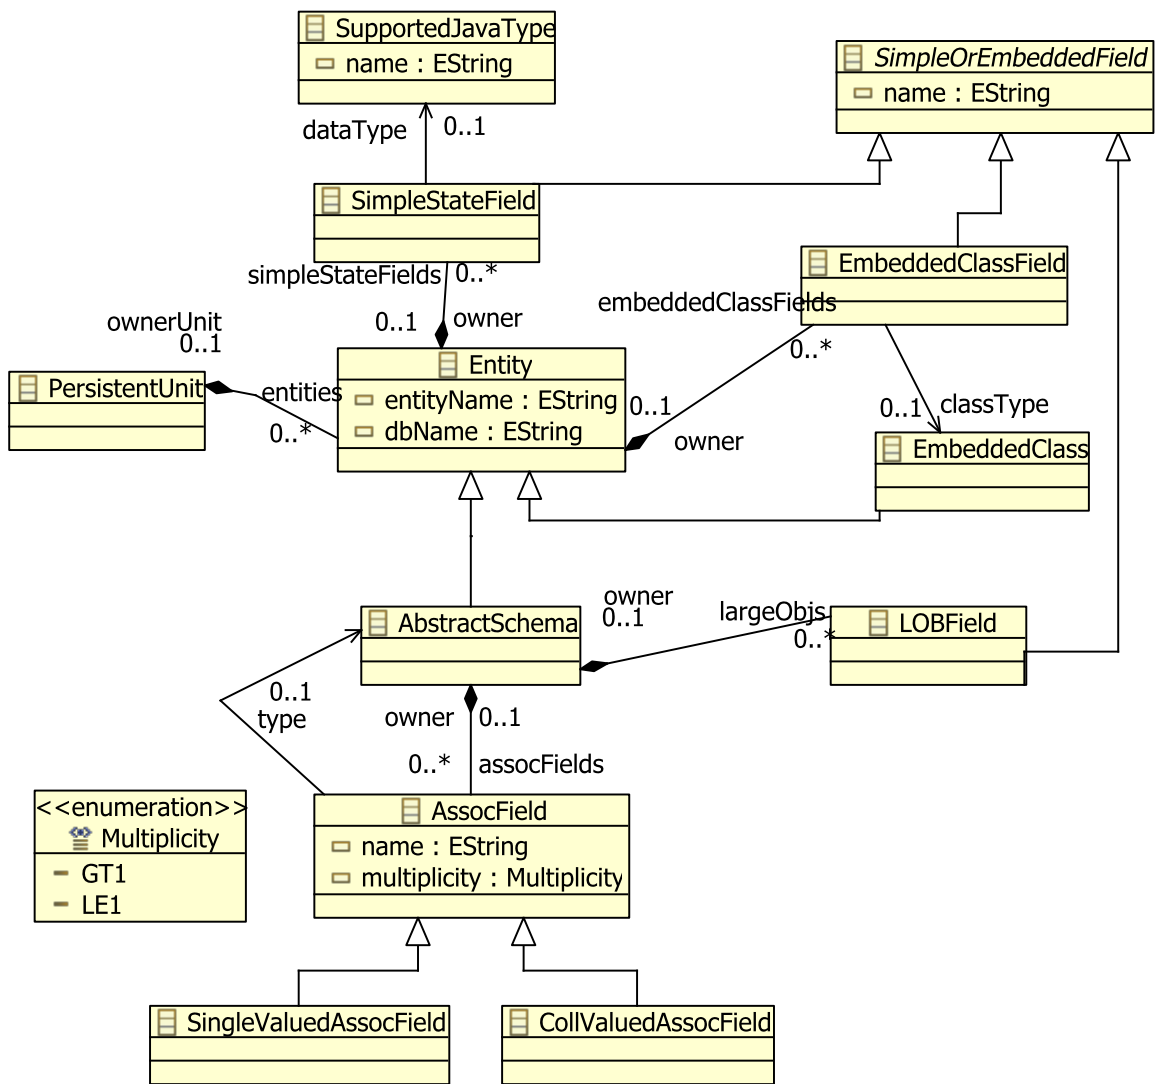 SupportedJavaType
name : EString
SimpleOrEmbeddedField
name : EString
dataType
0..1
SimpleStateField
simpleStateFields
0..*
EmbeddedClassField
embeddedClassFields
0..*
0..1
owner
ownerUnit
0..1
PersistentUnit
entities
0..*
Entity
entityName : EString
dbName : EString
0..1
owner
0..1
classType
EmbeddedClass
AbstractSchema
owner
0..1
largeObjs
0..*
LOBField
0..1
type
owner
0..1
0..*
assocFields
<<enumeration>>
Multiplicity
GT1
LE1
AssocField
name : EString
multiplicity : Multiplicity
SingleValuedAssocField
CollValuedAssocField